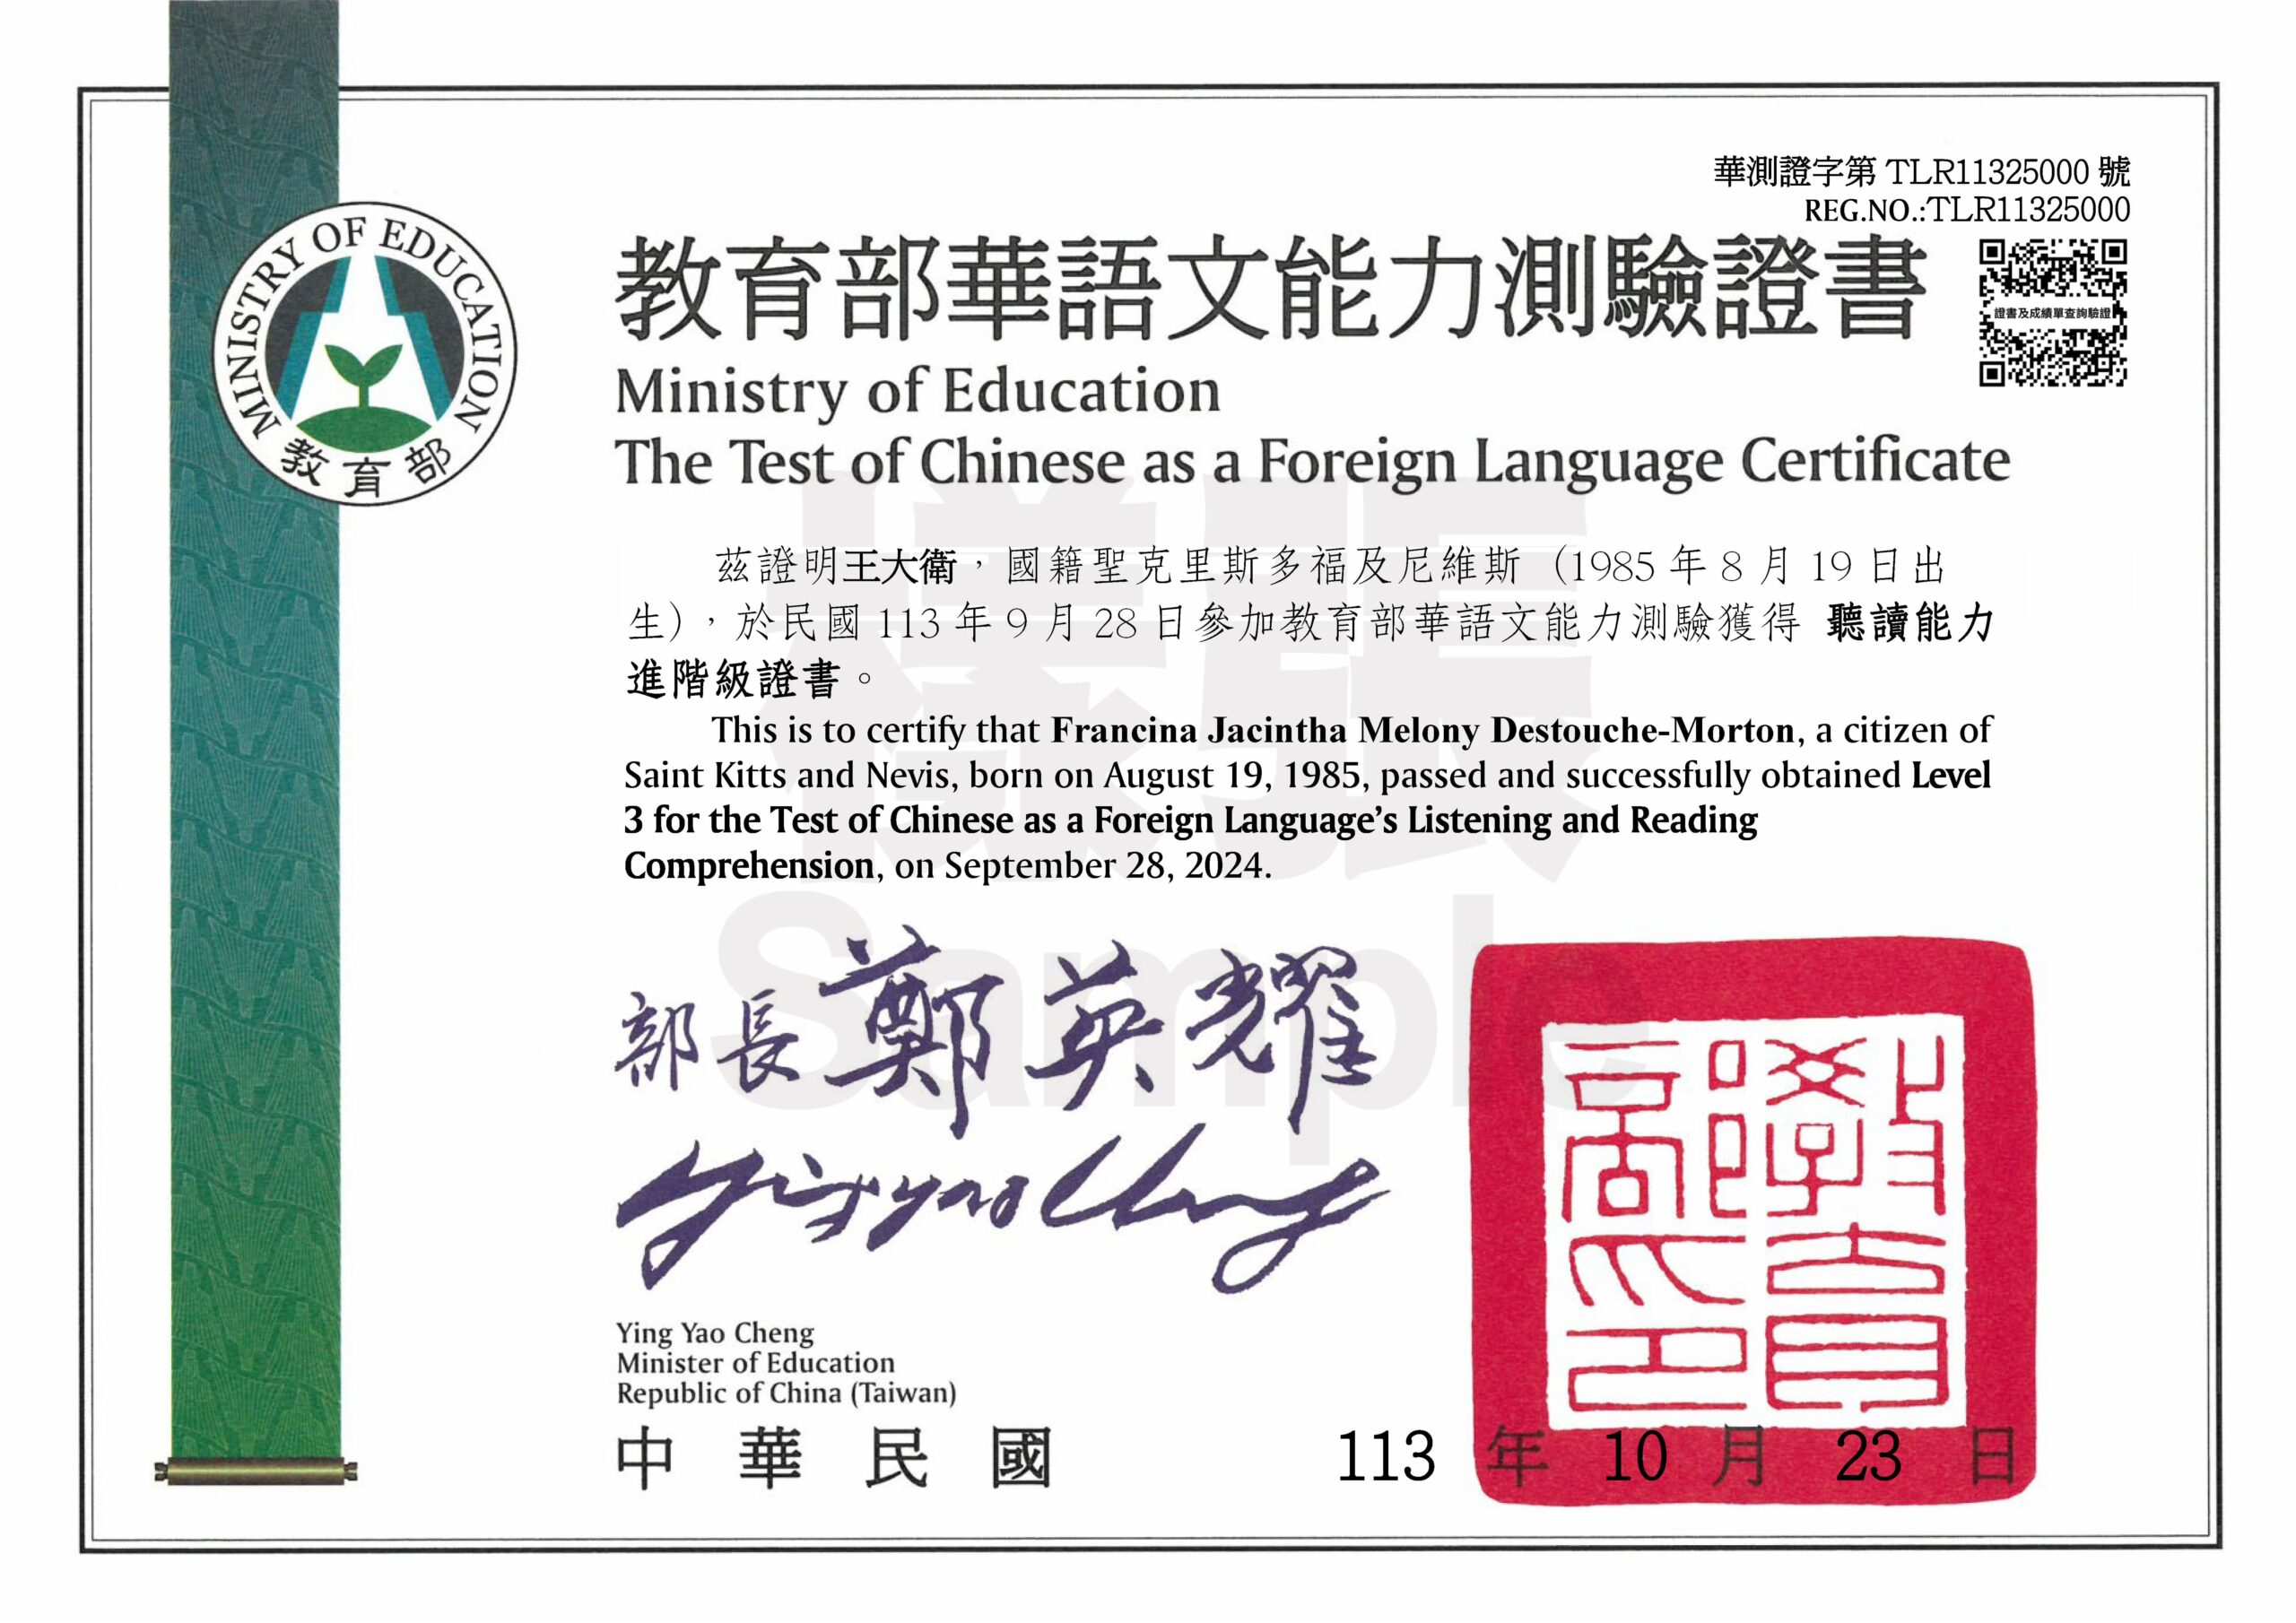 華測證字第 TLR11325000 號
REG.NO.:TLR11325000
MINISTRY OF EDUCATION
教育部
教育部華語文能力測驗證書
證書及成績單查詢驗證
Ministry of Education
The Test of Chinese as a Foreign Language Certificate
茲證明王大衛，國籍聖克里斯多福及尼維斯（1985 年 8 月 19 日出
生），於民國 113 年 9 月 28 日參加教育部華語文能力測驗獲得 聽讀能力
進階級證書。
This is to certify that Francina Jacintha Melony Destouche-Morton, a citizen of
Saint Kitts and Nevis, born on August 19, 1985, passed and successfully obtained Level
3 for the Test of Chinese as a Foreign Language’s Listening and Reading
Comprehension, on September 28, 2024.
樣張
Sample
部長 鄭英耀
Ying Yao Cheng
教育部印
Ying Yao Cheng
Minister of Education
Republic of China (Taiwan)
中華民國 113 年 10 月 23 日